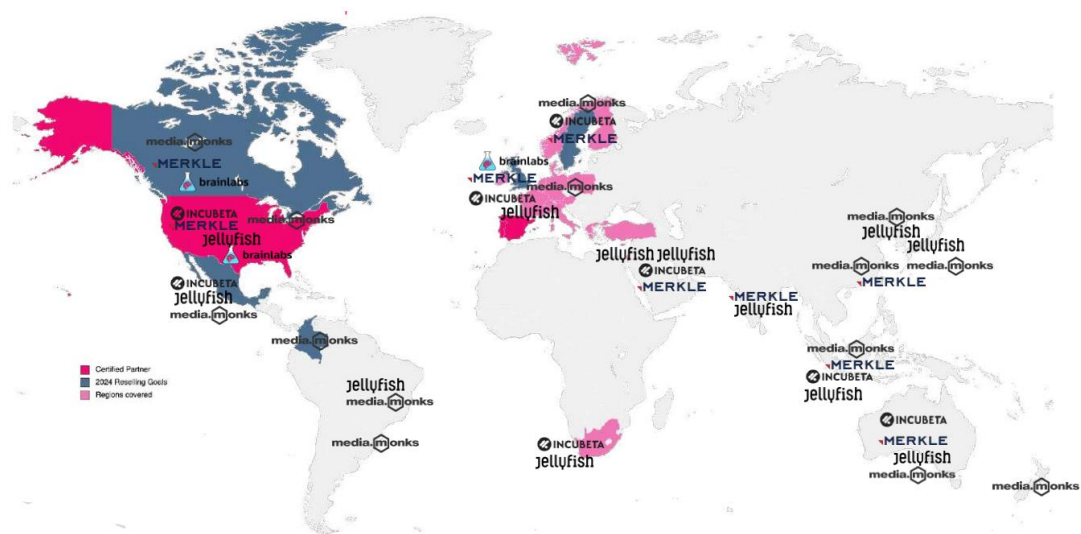 media.monks
MERKLE
brainlabs
INCUBETA
MERKLE
media.monks
Jellyfish
brainlabs
INCUBETA
Jellyfish
media.monks
media.monks
Jellyfish
media.monks
media.monks
media.monks
INCUBETA
MERKLE
brainlabs
MERKLE
media.monks
INCUBETA
Jellyfish
Jellyfish Jellyfish
INCUBETA
MERKLE
MERKLE
Jellyfish
media.monks
Jellyfish
media.monks media.monks
MERKLE
media.monks
MERKLE
INCUBETA
Jellyfish
INCUBETA
Jellyfish
INCUBETA
MERKLE
Jellyfish
media.monks
media.monks
Certified Partner
2024 Reselling Goals
Regions covered